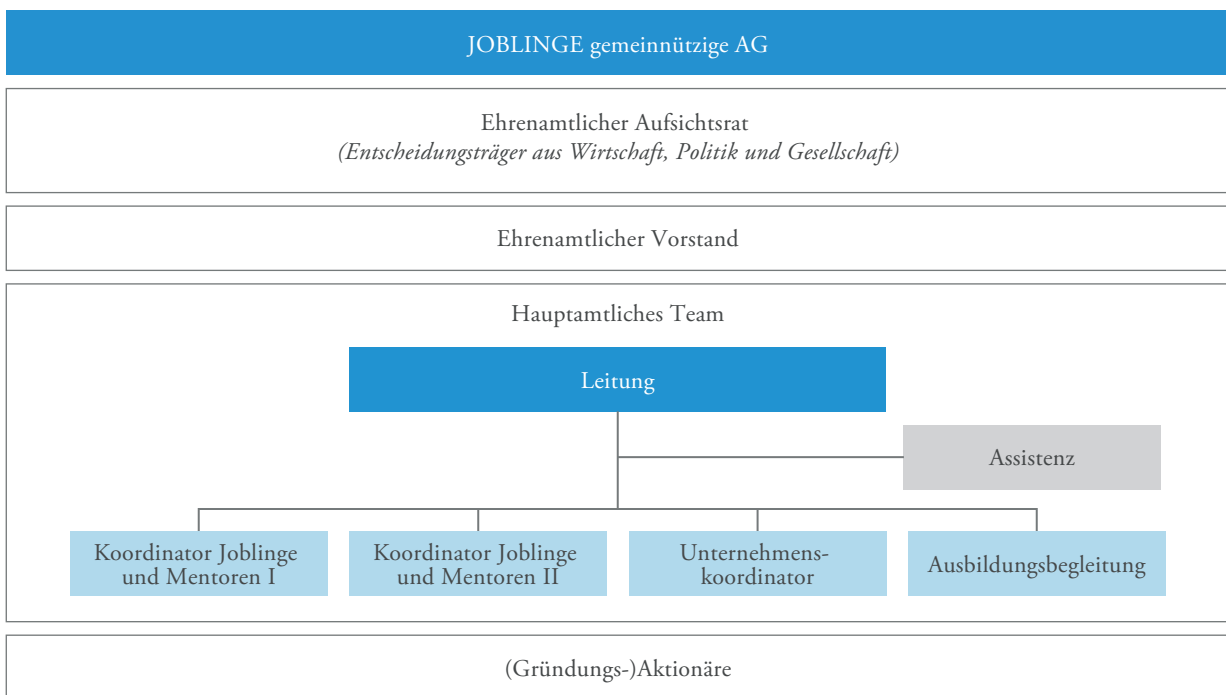 JOBLINGE gemeinnützige AG
Ehrenamtlicher Aufsichtsrat
(Entscheidungsträger aus Wirtschaft, Politik und Gesellschaft)
Ehrenamtlicher Vorstand
Hauptamtliches Team
Leitung
Assistenz
Koordinator Joblinge
und Mentoren I
Koordinator Joblinge
und Mentoren II
Unternehmens-
koordinator
Ausbildungsbegleitung
(Gründungs-)Aktionäre